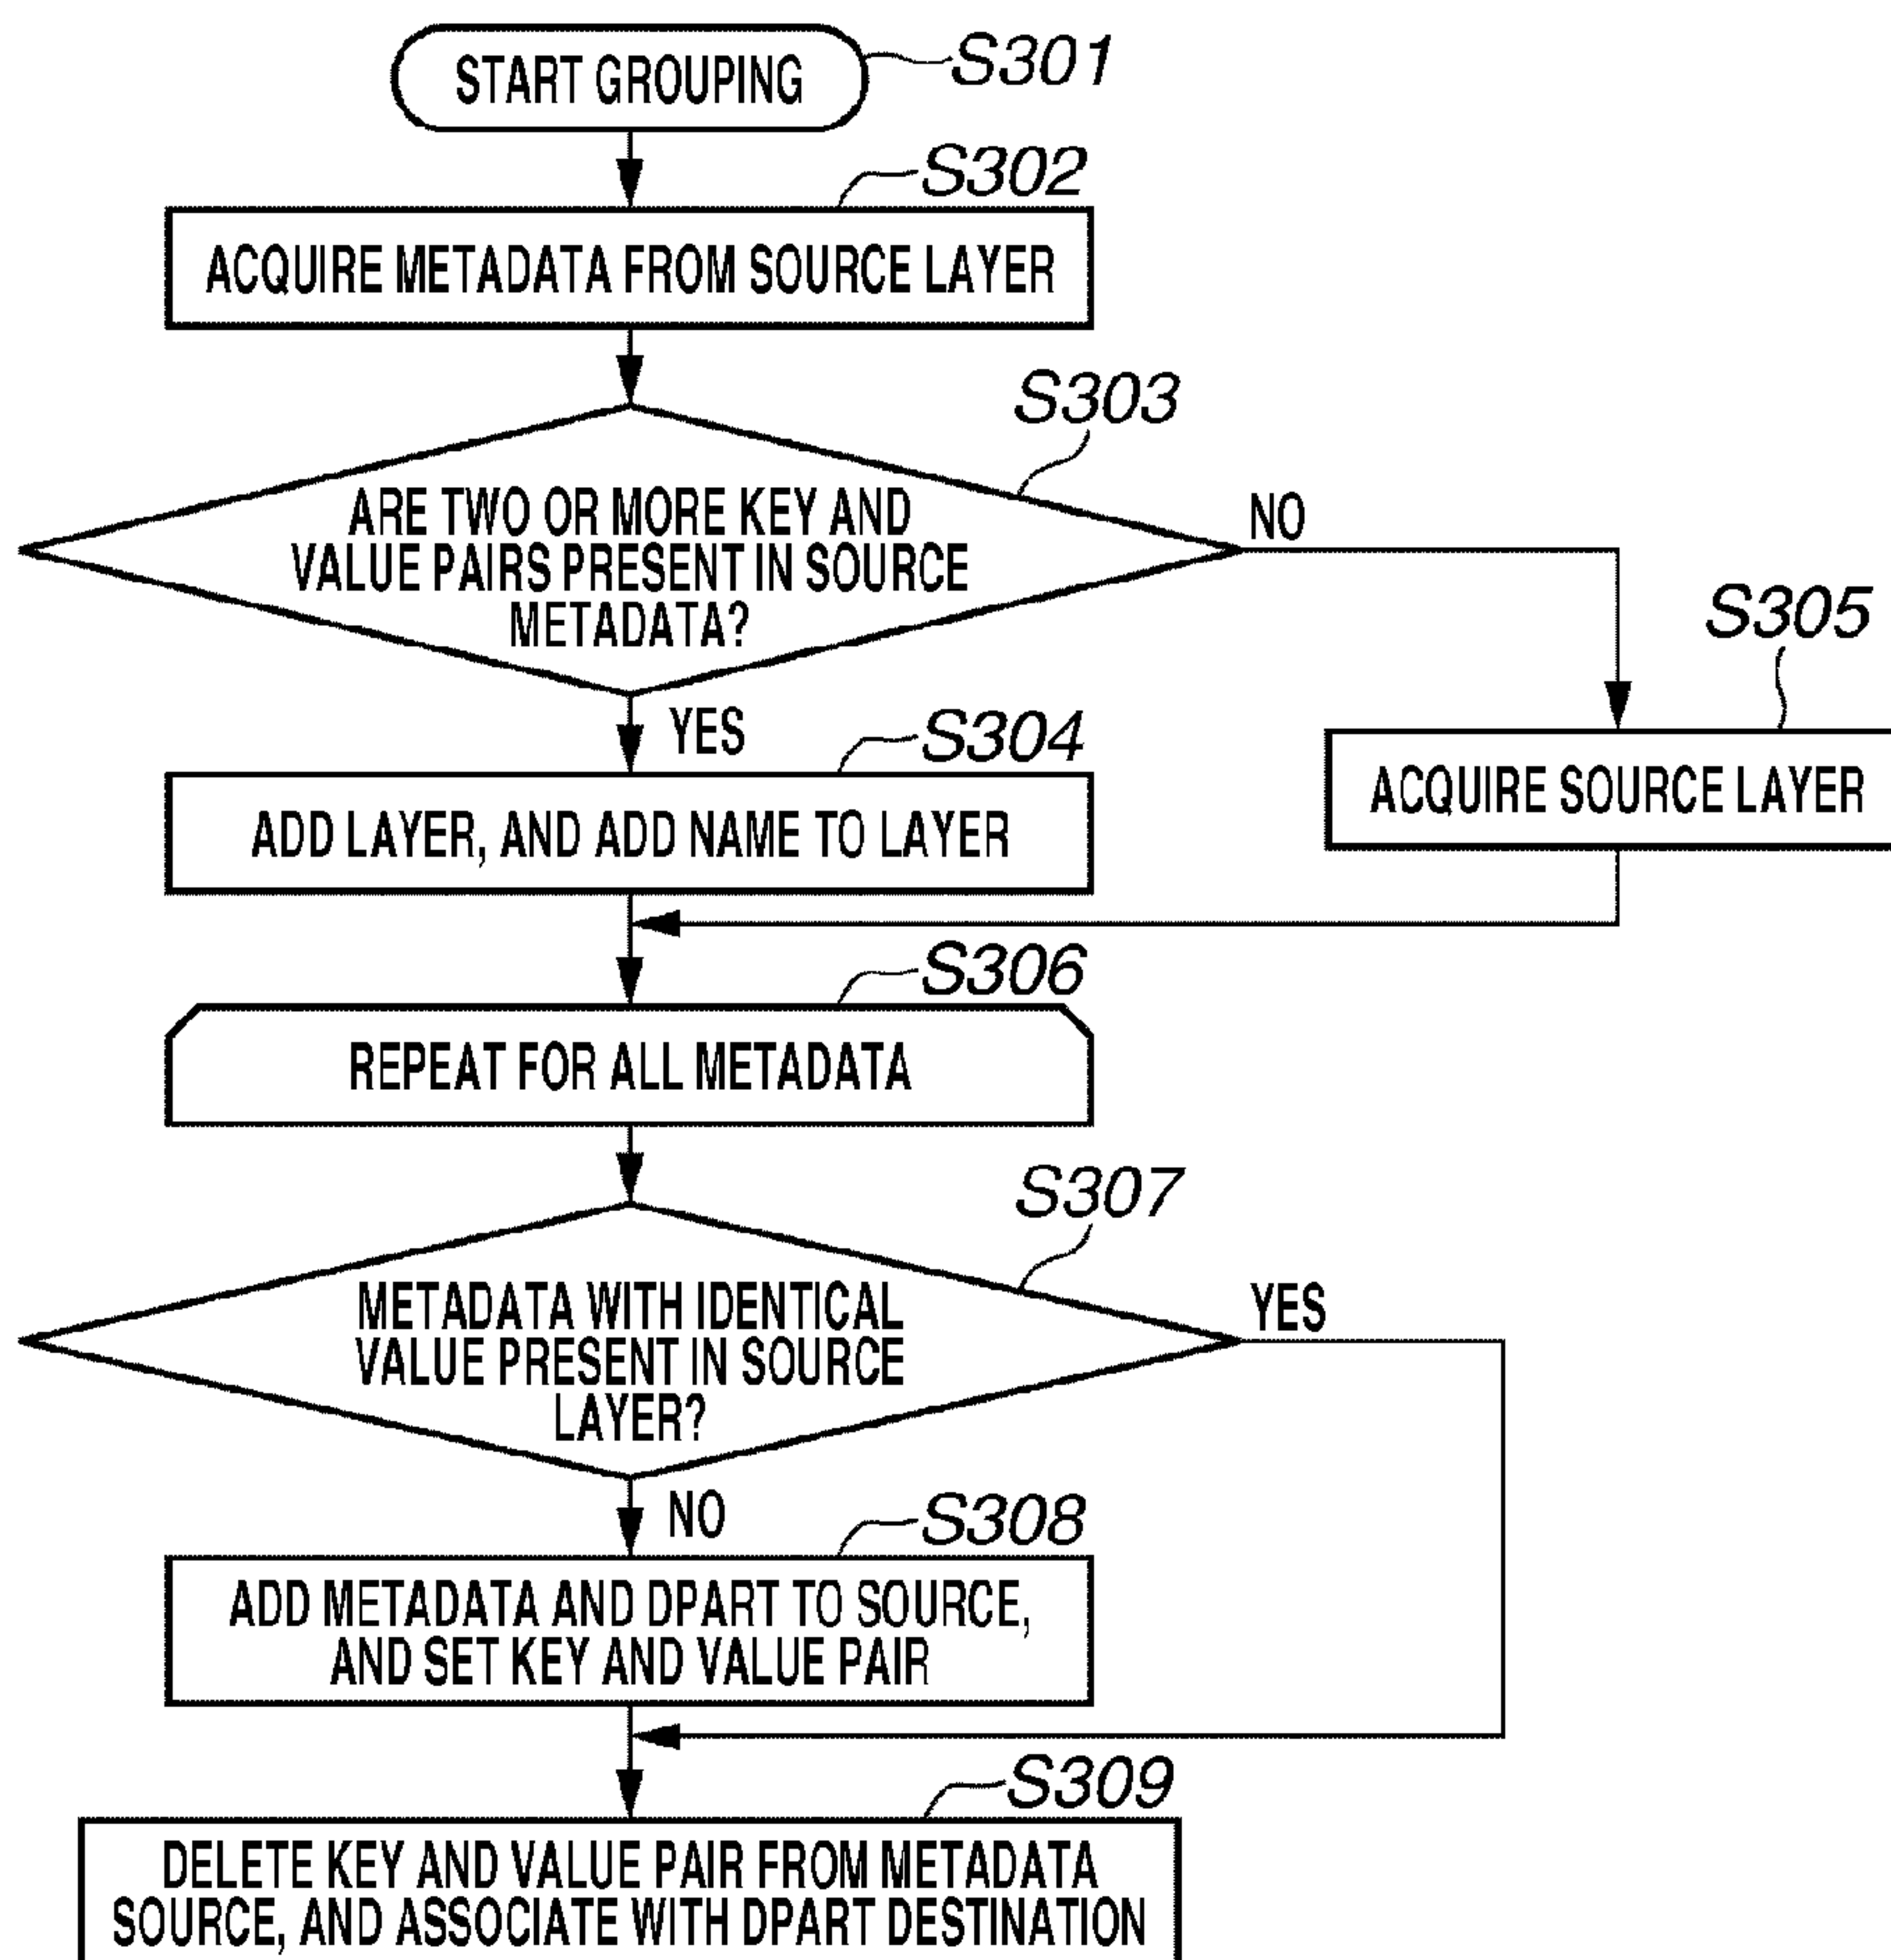 START GROUPING
S301
S302
ACQUIRE METADATA FROM SOURCE LAYER
S303
ARE TWO OR MORE KEY AND
VALUE PAIRS PRESENT IN SOURCE
METADATA?
NO
S305
YES
S304
ADD LAYER, AND ADD NAME TO LAYER
ACQUIRE SOURCE LAYER
S306
REPEAT FOR ALL METADATA
S307
METADATA WITH IDENTICAL
VALUE PRESENT IN SOURCE
LAYER?
YES
NO
S308
ADD METADATA AND DPART TO SOURCE,
AND SET KEY AND VALUE PAIR
S309
DELETE KEY AND VALUE PAIR FROM METADATA
SOURCE, AND ASSOCIATE WITH DPART DESTINATION